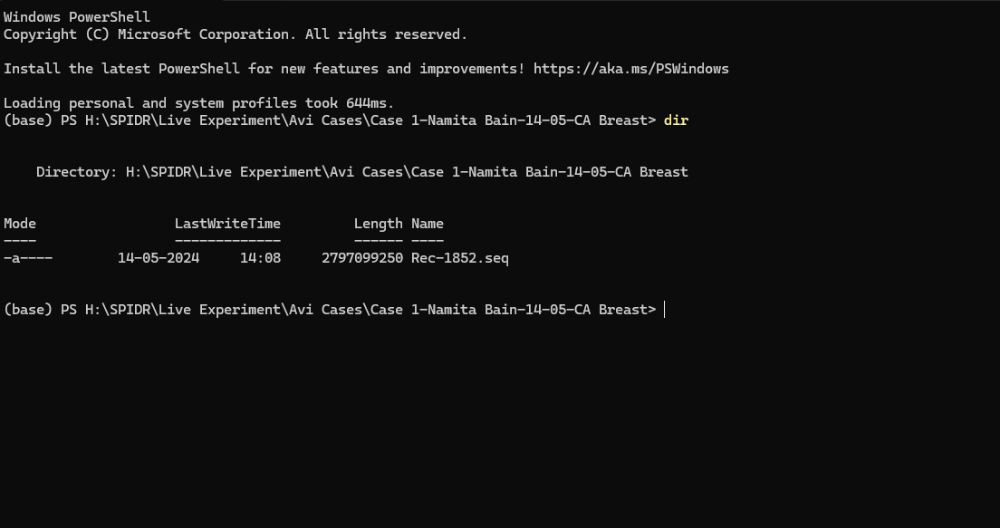 Windows PowerShell
Copyright (C) Microsoft Corporation. All rights reserved.
Install the latest PowerShell for new features and improvements! https://aka.ms/PSWindows
Loading personal and system profiles took 644ms.
(base) PS H:\SPIDR\Live Experiment\Avi Cases\Case 1-Namita Bain-14-05-CA Breast> dir
    Directory: H:\SPIDR\Live Experiment\Avi Cases\Case 1-Namita Bain-14-05-CA Breast
Mode                 LastWriteTime         Length Name
----                 -------------         ------ ----
-a----        14-05-2024     14:08     2797099250 Rec-1852.seq
(base) PS H:\SPIDR\Live Experiment\Avi Cases\Case 1-Namita Bain-14-05-CA Breast>